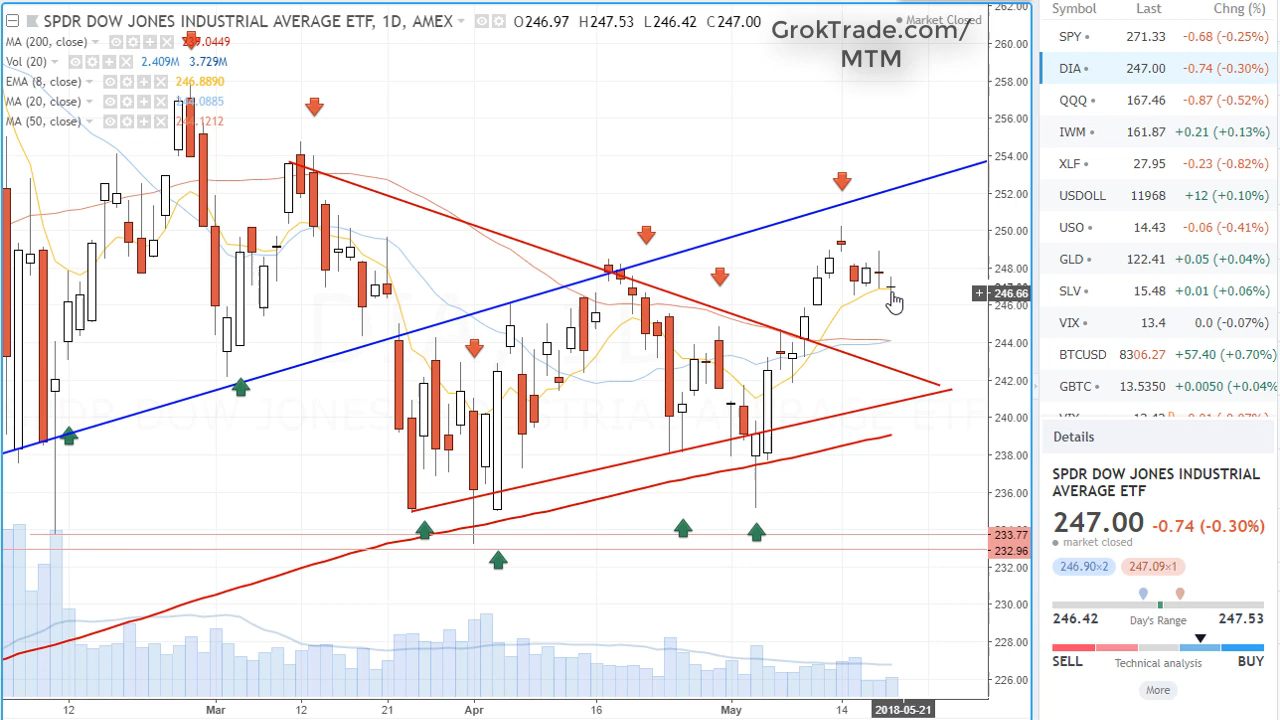 SPDR DOW JONES INDUSTRIAL AVERAGE ETF, 1D, AMEX O246.97 H247.53 L246.42 C247.00
Market Closed
GrokTrade.com/
MTM
MA (200, close)
Vol (20) 2.409M 3.729M
EMA (8, close) 246.8890
MA (20, close)
MA (50, close)
262.00
260.00
258.00
256.00
254.00
252.00
250.00
248.00
246.66
244.00
242.00
240.00
238.00
236.00
233.77
232.96
232.00
230.00
228.00
226.00
12 Mar 12 21 Apr 16 May 14 2018-05-21
Symbol Last Chng (%)
SPY 271.33 -0.68 (-0.25%)
DIA 247.00 -0.74 (-0.30%)
QQQ 167.46 -0.87 (-0.52%)
IWM 161.87 +0.21 (+0.13%)
XLF 27.95 -0.23 (-0.82%)
USDOLL 11968 +12 (+0.10%)
USO 14.43 -0.06 (-0.41%)
GLD 122.41 +0.05 (+0.04%)
SLV 15.48 +0.01 (+0.06%)
VIX 13.4 0.0 (-0.07%)
BTCUSD 8306.27 +57.40 (+0.70%)
GBTC 13.5350 +0.0050 (+0.04%
Details
SPDR DOW JONES INDUSTRIAL
AVERAGE ETF
247.00 -0.74 (-0.30%)
market closed
246.90×2 247.09×1
246.42 Day's Range 247.53
SELL Technical analysis BUY
More